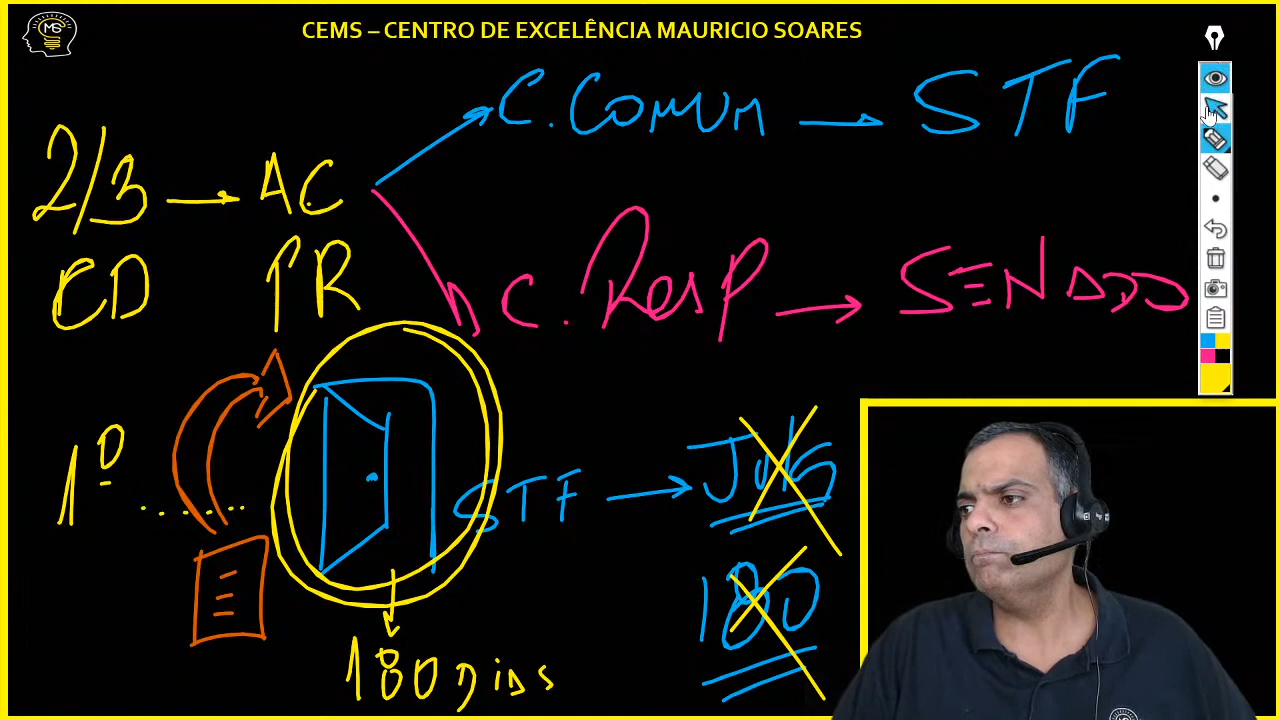 MS
CEMS – CENTRO DE EXCELÊNCIA MAURICIO SOARES
C. COMUM → STF
2/3 → AC
CD PR
C. RESP → SENADO
1º ......
STF → Julg
180
180 DIAS